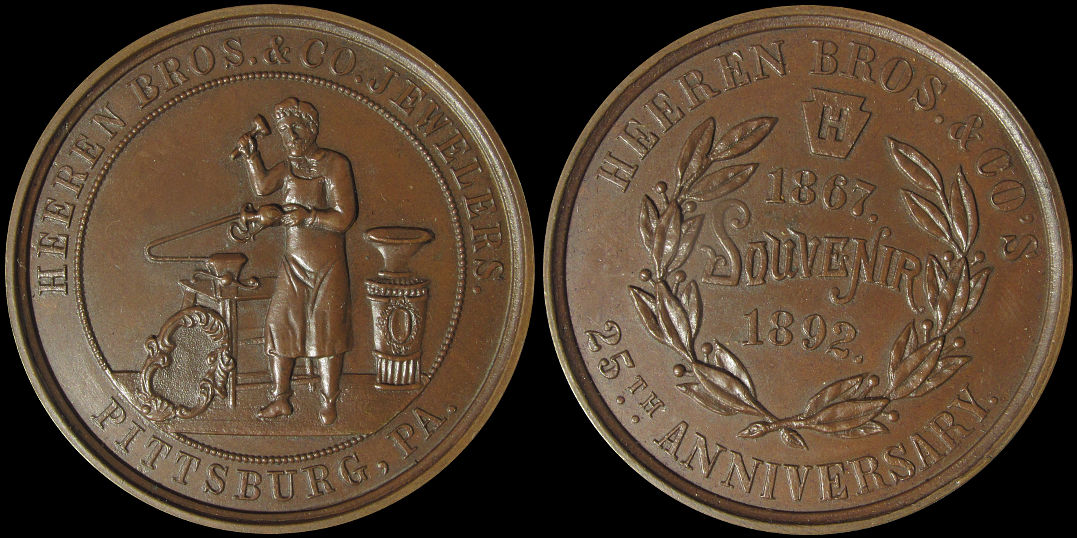 HEEREN BROS. & CO. JEWELERS.
PITTSBURG, PA.
HEEREN BROS. & CO'S
H
1867.
SOUVENIR
1892.
25TH ANNIVERSARY.